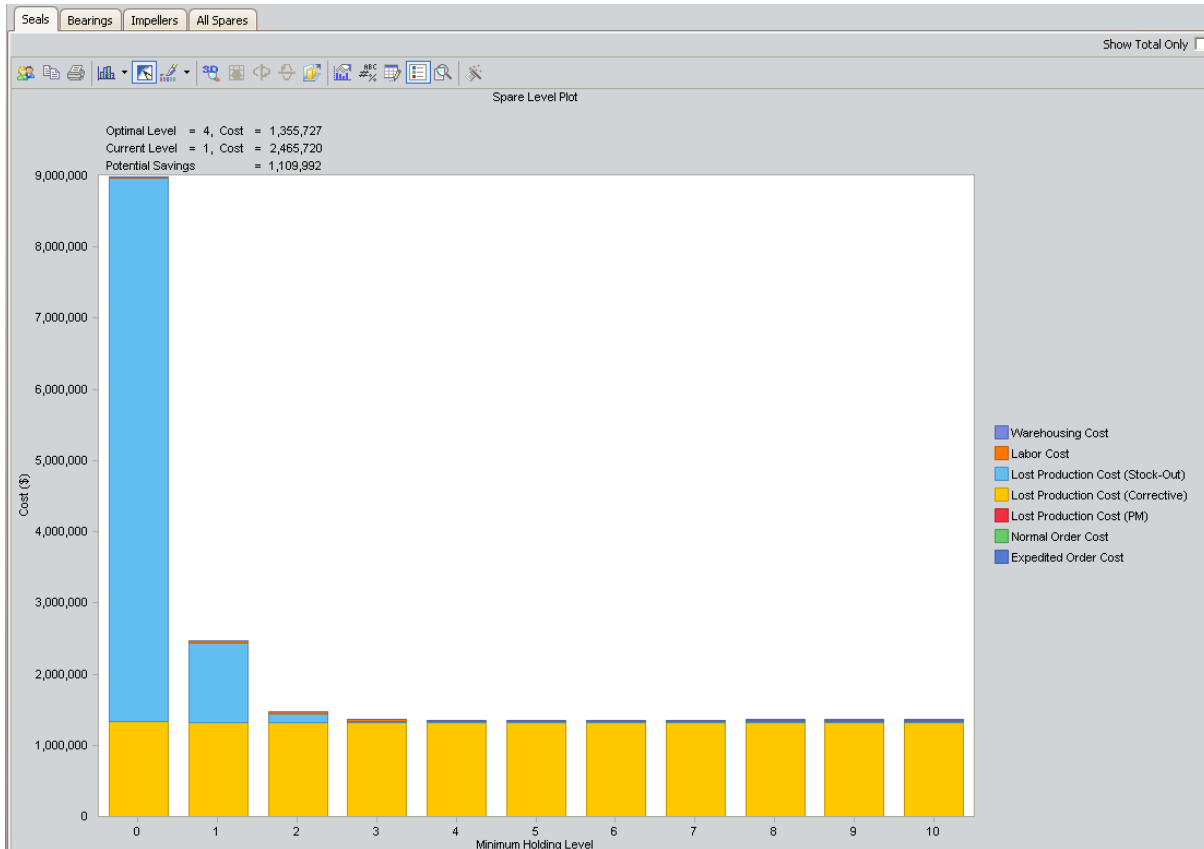 Seals Bearings Impellers All Spares
Show Total Only
3D ABC #%
Spare Level Plot
Optimal Level = 4, Cost = 1,355,727
Current Level = 1, Cost = 2,465,720
Potential Savings = 1,109,992
9,000,000
8,000,000
7,000,000
6,000,000
5,000,000
4,000,000
3,000,000
2,000,000
1,000,000
0
Cost ($)
0 1 2 3 4 5 6 7 8 9 10
Minimum Holding Level
Warehousing Cost
Labor Cost
Lost Production Cost (Stock-Out)
Lost Production Cost (Corrective)
Lost Production Cost (PM)
Normal Order Cost
Expedited Order Cost